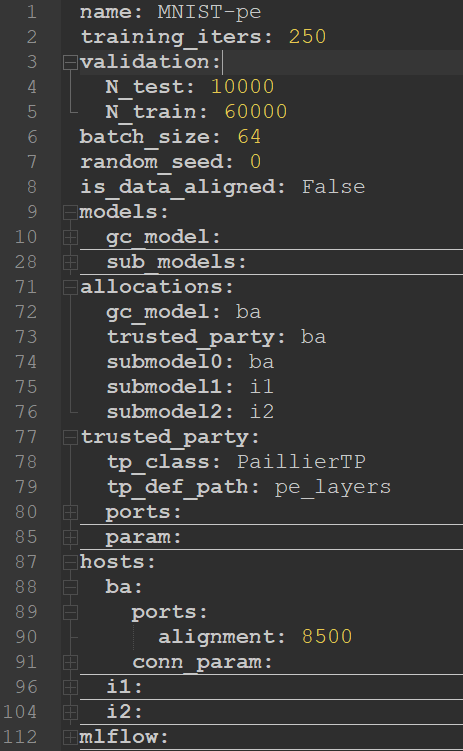 1 name: MNIST-pe
2 training_iters: 250
3 validation:
4 N_test: 10000
5 N_train: 60000
6 batch_size: 64
7 random_seed: 0
8 is_data_aligned: False
9 models:
10 gc_model:
28 sub_models:
71 allocations:
72 gc_model: ba
73 trusted_party: ba
74 submodel0: ba
75 submodel1: i1
76 submodel2: i2
77 trusted_party:
78 tp_class: PaillierTP
79 tp_def_path: pe_layers
80 ports:
85 param:
87 hosts:
88 ba:
89 ports:
90 alignment: 8500
91 conn_param:
96 i1:
104 i2:
112 mlflow: